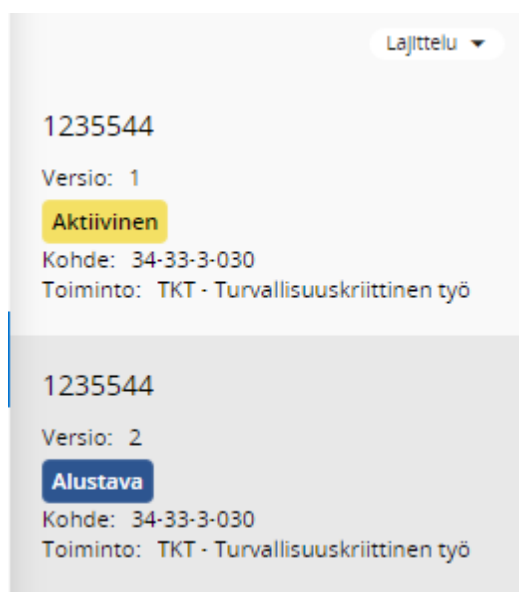 Lajittelu
1235544
Versio: 1
Aktiivinen
Kohde: 34-33-3-030
Toiminto: TKT - Turvallisuuskriittinen työ
1235544
Versio: 2
Alustava
Kohde: 34-33-3-030
Toiminto: TKT - Turvallisuuskriittinen työ